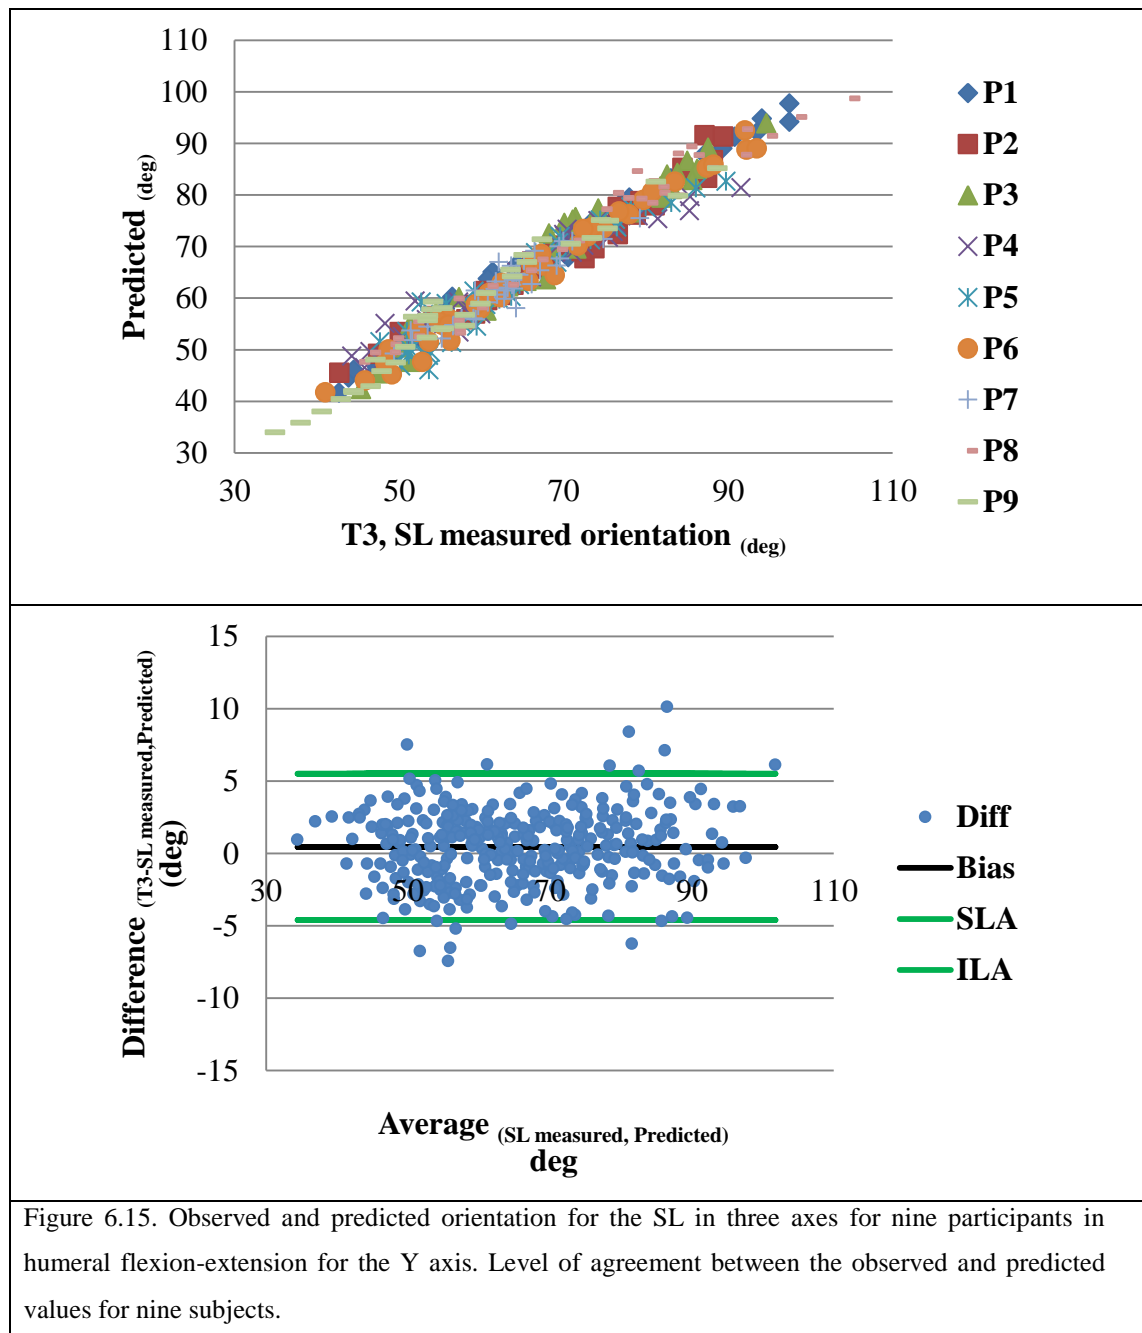 110
100
90
80
70
60
50
40
30
Predicted (deg)
30 50 70 90 110
T3, SL measured orientation (deg)
P1
P2
P3
P4
P5
P6
P7
P8
P9
15
10
5
0
-5
-10
-15
Difference (T3-SL measured,Predicted)
(deg)
30 50 70 90 110
Average (SL measured, Predicted)
deg
Diff
Bias
SLA
ILA
Figure 6.15. Observed and predicted orientation for the SL in three axes for nine participants in
humeral flexion-extension for the Y axis. Level of agreement between the observed and predicted
values for nine subjects.